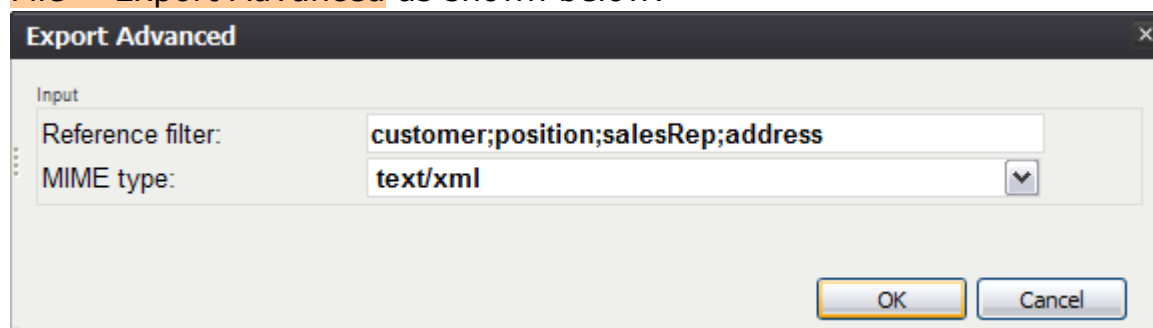 File > Export Advanced as shown below:
Export Advanced
Input
Reference filter: customer;position;salesRep;address
MIME type: text/xml
OK Cancel